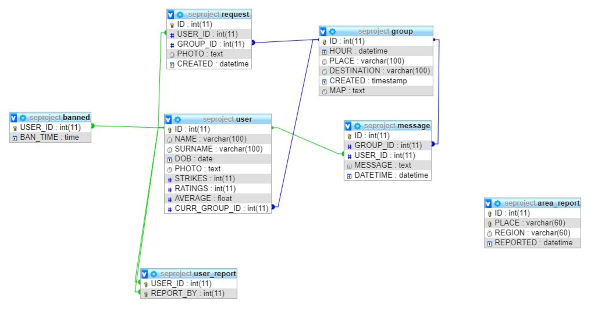 seproject request
ID : int(11)
USER_ID : int(11)
GROUP_ID : int(11)
PHOTO : text
CREATED : datetime
seproject group
ID : int(11)
HOUR : datetime
PLACE : varchar(100)
DESTINATION : varchar(100)
CREATED : timestamp
MAP : text
seproject banned
USER_ID : int(11)
BAN_TIME : time
seproject user
ID : int(11)
NAME : varchar(100)
SURNAME : varchar(100)
DOB : date
PHOTO : text
STRIKES : int(11)
RATINGS : int(11)
AVERAGE : float
CURR_GROUP_ID : int(11)
seproject message
ID : int(11)
GROUP_ID : int(11)
USER_ID : int(11)
MESSAGE : text
DATETIME : datetime
seproject area_report
ID : int(11)
PLACE : varchar(60)
REGION : varchar(60)
REPORTED : datetime
seproject user_report
USER_ID : int(11)
REPORT_BY : int(11)